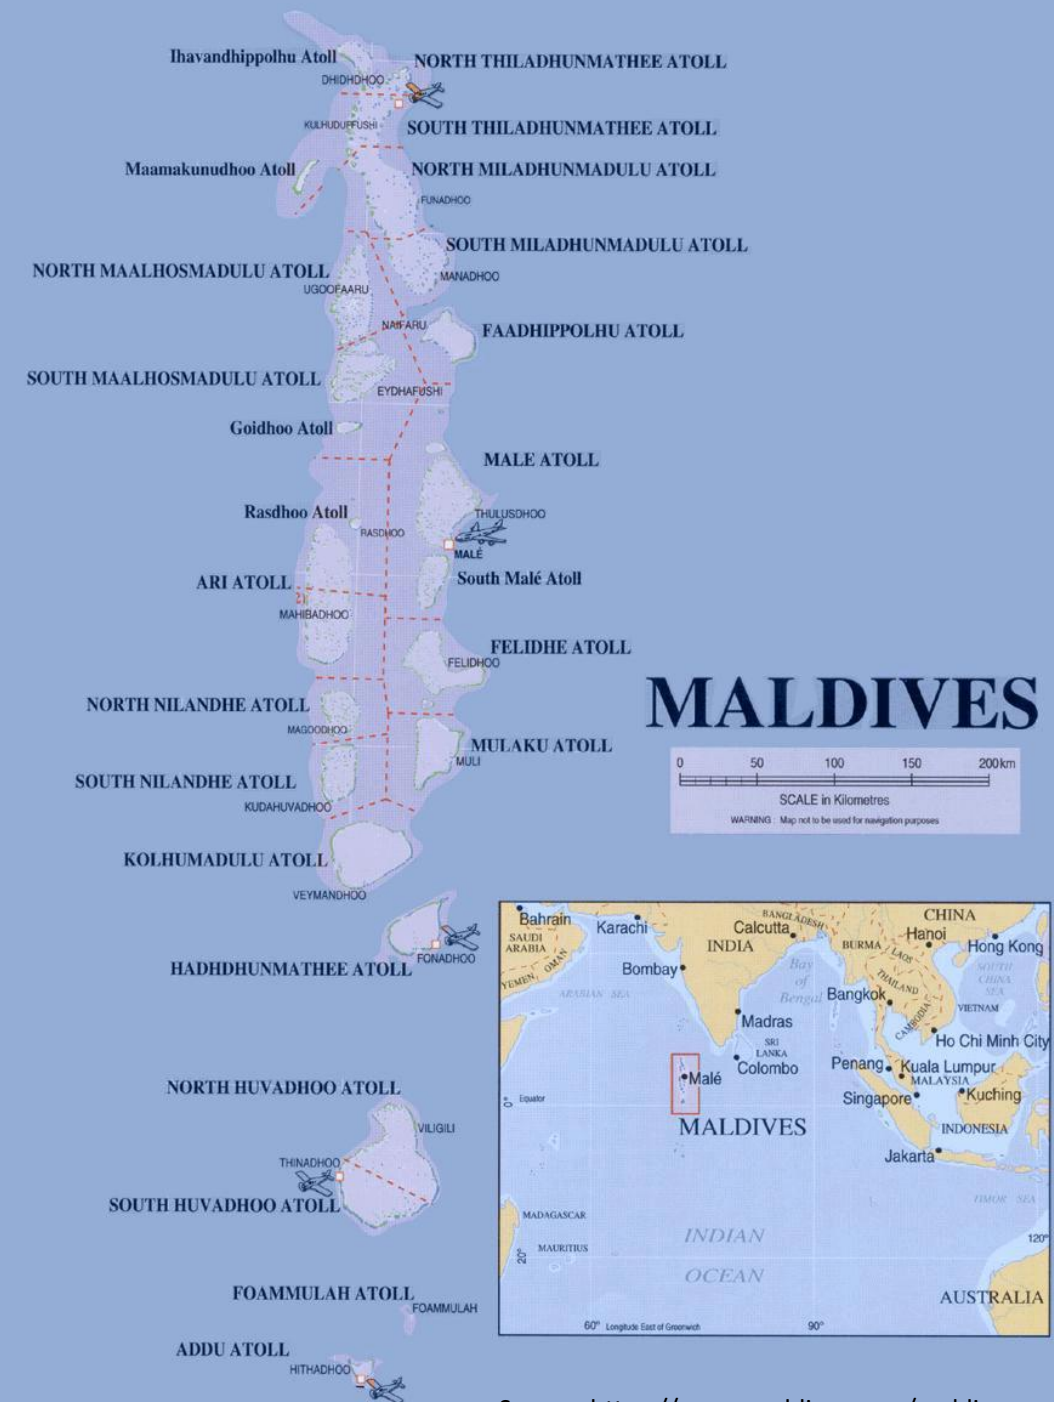 Ihavandhippolhu Atoll
NORTH THILADHUNMATHEE ATOLL
DHIDHDHOO
KULHUDUFFUSHI
SOUTH THILADHUNMATHEE ATOLL
Maamakunudhoo Atoll
NORTH MILADHUNMADULU ATOLL
FUNADHOO
SOUTH MILADHUNMADULU ATOLL
NORTH MAALHOSMADULU ATOLL
MANADHOO
UGOOFAARU
NAIFARU
FAADHIPPOLHU ATOLL
SOUTH MAALHOSMADULU ATOLL
EYDHAFUSHI
Goidhoo Atoll
MALE ATOLL
Rasdhoo Atoll
THULUSDHOO
RASDHOO
MALÉ
ARI ATOLL
South Malé Atoll
MAHIBADHOO
FELIDHE ATOLL
FELIDHOO
NORTH NILANDHE ATOLL
MAGOODHOO
MULAKU ATOLL
MULI
SOUTH NILANDHE ATOLL
KUDAHUVADHOO
KOLHUMADULU ATOLL
VEYMANDHOO
FONADHOO
HADHDHUNMATHEE ATOLL
NORTH HUVADHOO ATOLL
VILIGILI
THINADHOO
SOUTH HUVADHOO ATOLL
FOAMMULAH ATOLL
FOAMMULAH
ADDU ATOLL
HITHADHOO
MALDIVES
0 50 100 150 200km
SCALE in Kilometres
WARNING : Map not to be used for navigation purposes
Bahrain
Karachi
Calcutta
BANGLADESH
CHINA
SAUDI
ARABIA
INDIA
BURMA
LAOS
Hanoi
Hong Kong
YEMEN
OMAN
Bombay
ARABIAN SEA
Bay
of
Bengal
THAILAND
SOUTH
CHINA
SEA
Bangkok
CAMBODIA
VIETNAM
Madras
Ho Chi Minh City
SRI
LANKA
Colombo
Penang
Kuala Lumpur
MALAYSIA
Malé
Singapore
Kuching
0° Equator
MALDIVES
INDONESIA
Jakarta
TIMOR SEA
MADAGASCAR
MAURITIUS
20°
INDIAN
OCEAN
120°
AUSTRALIA
60° Longitude East of Greenwich
90°